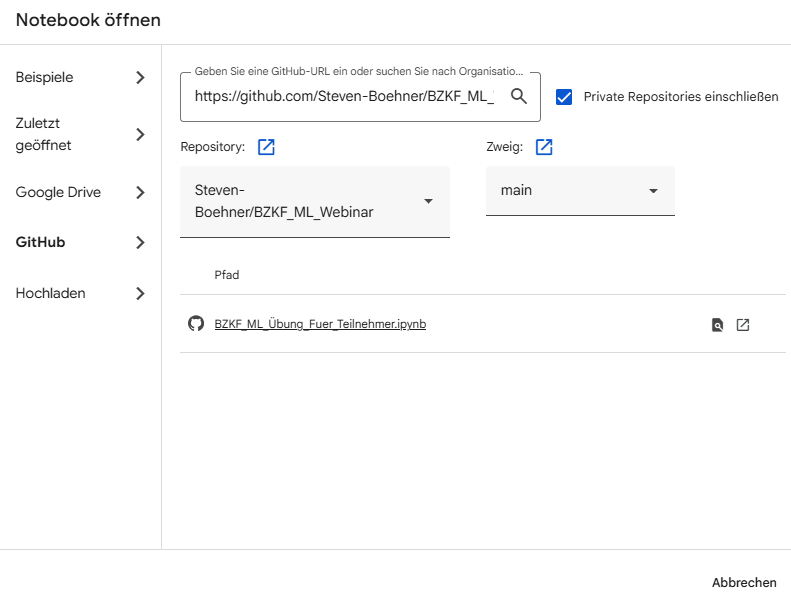 Notebook öffnen
Beispiele
Zuletzt
geöffnet
Google Drive
GitHub
Hochladen
Geben Sie eine GitHub-URL ein oder suchen Sie nach Organisatio...
https://github.com/Steven-Boehner/BZKF_ML_
Private Repositories einschließen
Repository:
Zweig:
Steven-
Boehner/BZKF_ML_Webinar
main
Pfad
BZKF_ML_Übung_Fuer_Teilnehmer.ipynb
Abbrechen